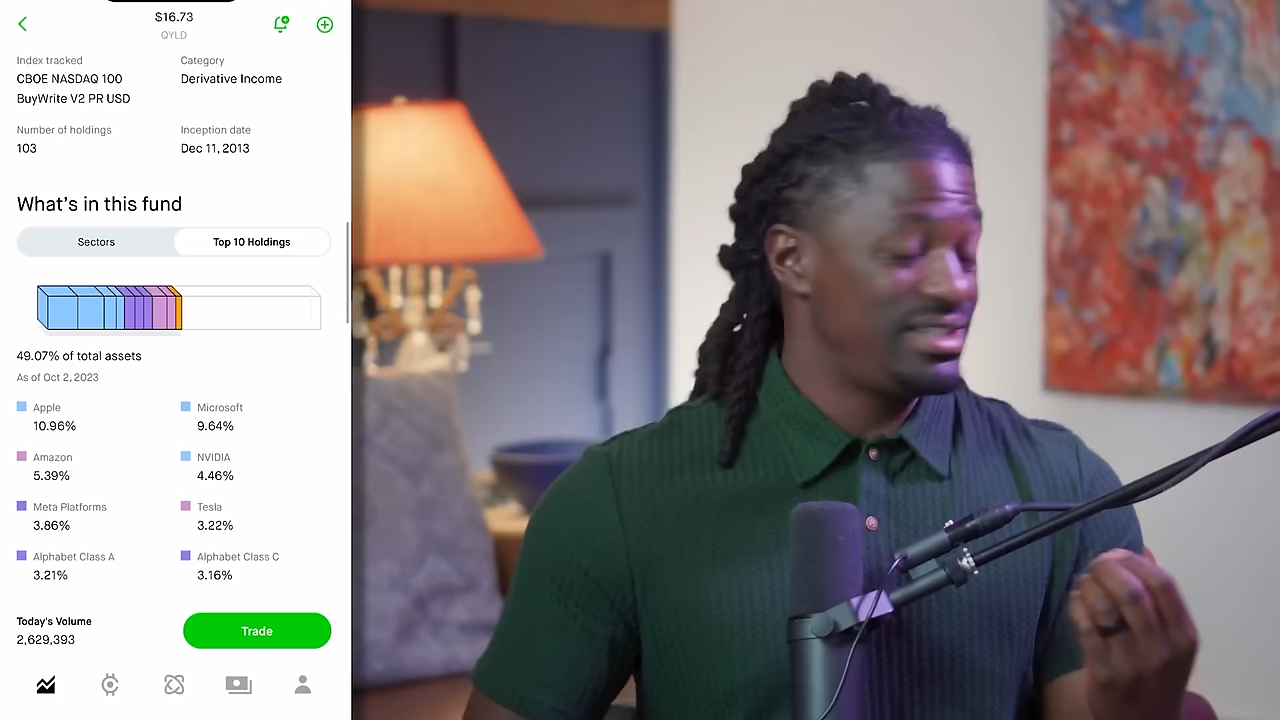 $16.73
QYLD
Index tracked
Category
CBOE NASDAQ 100
BuyWrite V2 PR USD
Derivative Income
Number of holdings
Inception date
103
Dec 11, 2013
What's in this fund
Sectors
Top 10 Holdings
49.07% of total assets
As of Oct 2, 2023
Apple
10.96%
Microsoft
9.64%
Amazon
5.39%
NVIDIA
4.46%
Meta Platforms
3.86%
Tesla
3.22%
Alphabet Class A
3.21%
Alphabet Class C
3.16%
Today's Volume
2,629,393
Trade